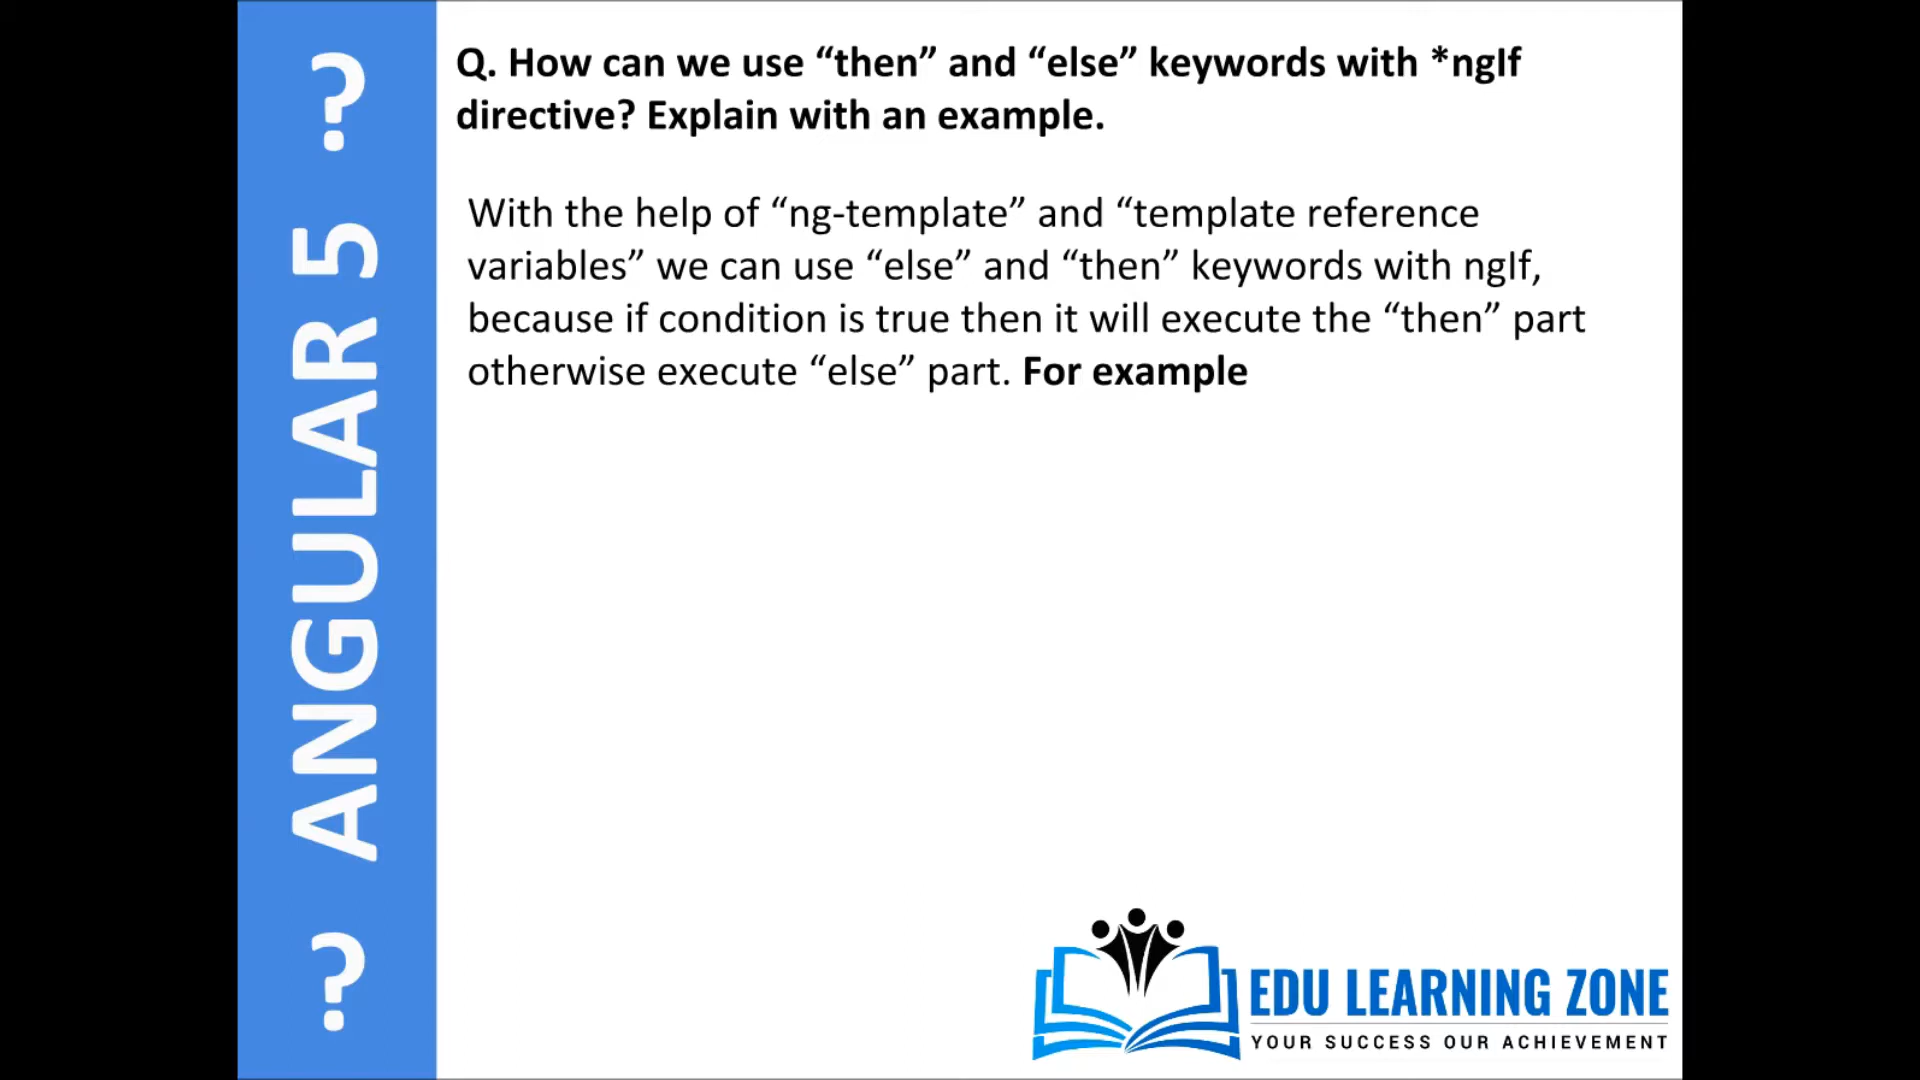 ? ANGULAR 5 ?
Q. How can we use “then” and “else” keywords with *ngIf
directive? Explain with an example.
With the help of “ng-template” and “template reference
variables” we can use “else” and “then” keywords with ngIf,
because if condition is true then it will execute the “then” part
otherwise execute “else” part. For example
EDU LEARNING ZONE
YOUR SUCCESS OUR ACHIEVEMENT